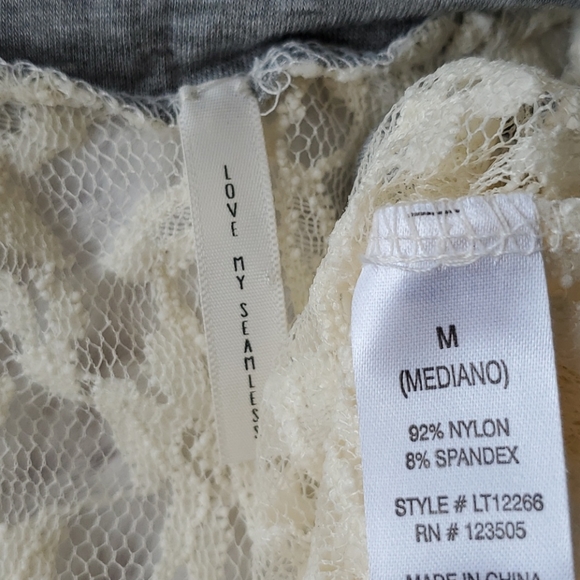 LOVE MY SEAMLESS
M
(MEDIANO)
92% NYLON
8% SPANDEX
STYLE # LT12266
RN # 123505
MADE IN CHINA